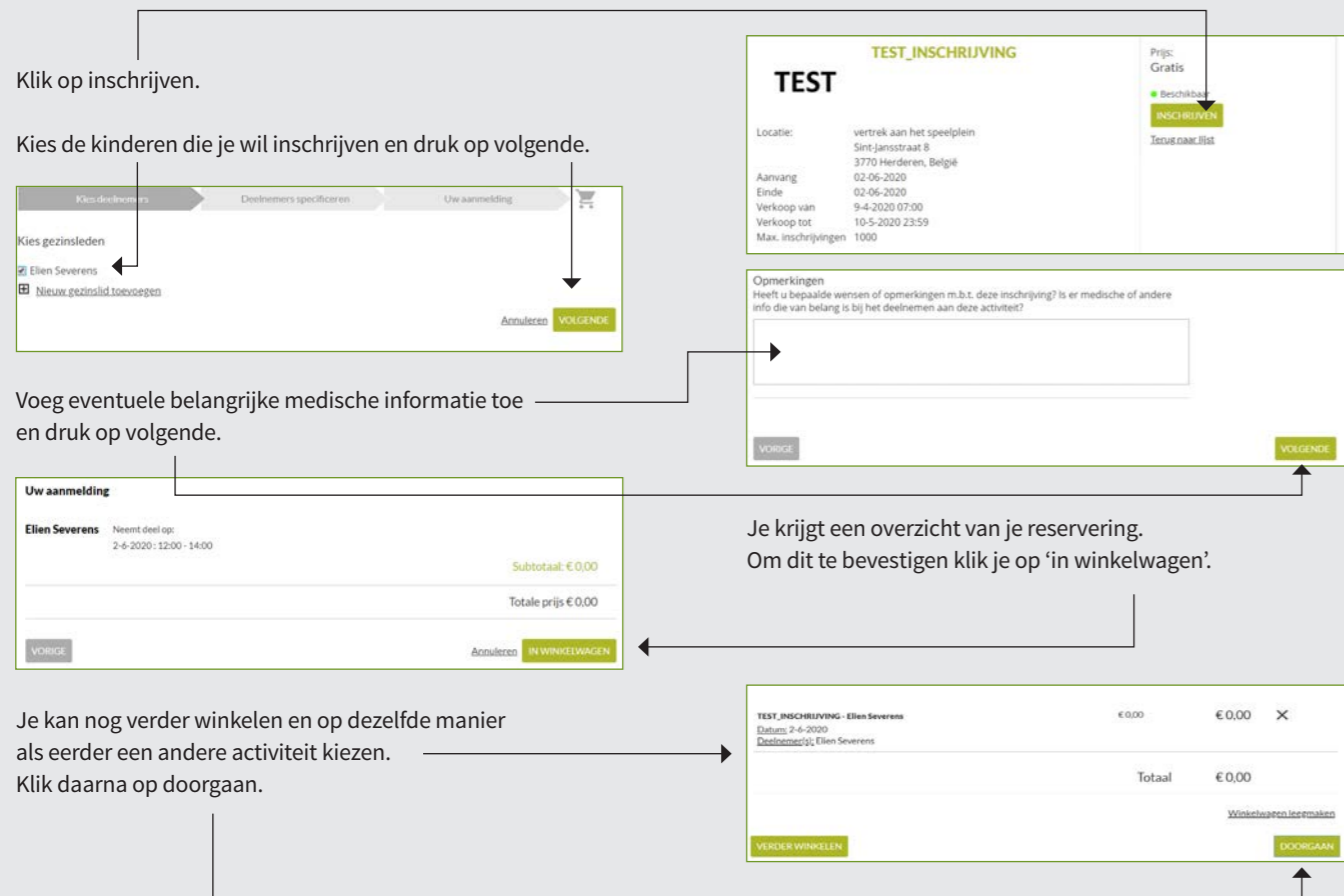 Klik op inschrijven.
Kies de kinderen die je wil inschrijven en druk op volgende.
Kies deelnemers
Deelnemers specificeren
Uw aanmelding
Kies gezinsleden
Elien Severens
Nieuw gezinslid toevoegen
Annuleren VOLGENDE
TEST_INSCHRIJVING
TEST
Locatie: vertrek aan het speelplein
Sint-Jansstraat 8
3770 Herderen, België
Aanvang 02-06-2020
Einde 02-06-2020
Verkoop van 9-4-2020 07:00
Verkoop tot 10-5-2020 23:59
Max. inschrijvingen 1000
Prijs:
Gratis
Beschikbaar
INSCHRIJVEN
Terug naar lijst
Voeg eventuele belangrijke medische informatie toe
en druk op volgende.
Opmerkingen
Heeft u bepaalde wensen of opmerkingen m.b.t. deze inschrijving? Is er medische of andere
info die van belang is bij het deelnemen aan deze activiteit?
VORIGE VOLGENDE
Uw aanmelding
Elien Severens Neemt deel op:
2-6-2020 : 12:00 - 14:00
Subtotaal: € 0,00
Totale prijs € 0,00
VORIGE Annuleren IN WINKELWAGEN
Je krijgt een overzicht van je reservering.
Om dit te bevestigen klik je op ‘in winkelwagen’.
Je kan nog verder winkelen en op dezelfde manier
als eerder een andere activiteit kiezen.
Klik daarna op doorgaan.
TEST_INSCHRIJVING - Elien Severens € 0,00 € 0,00
Datum: 2-6-2020
Deelnemer(s): Elien Severens
Totaal € 0,00
Winkelwagen leegmaken
VERDER WINKELEN DOORGAAN